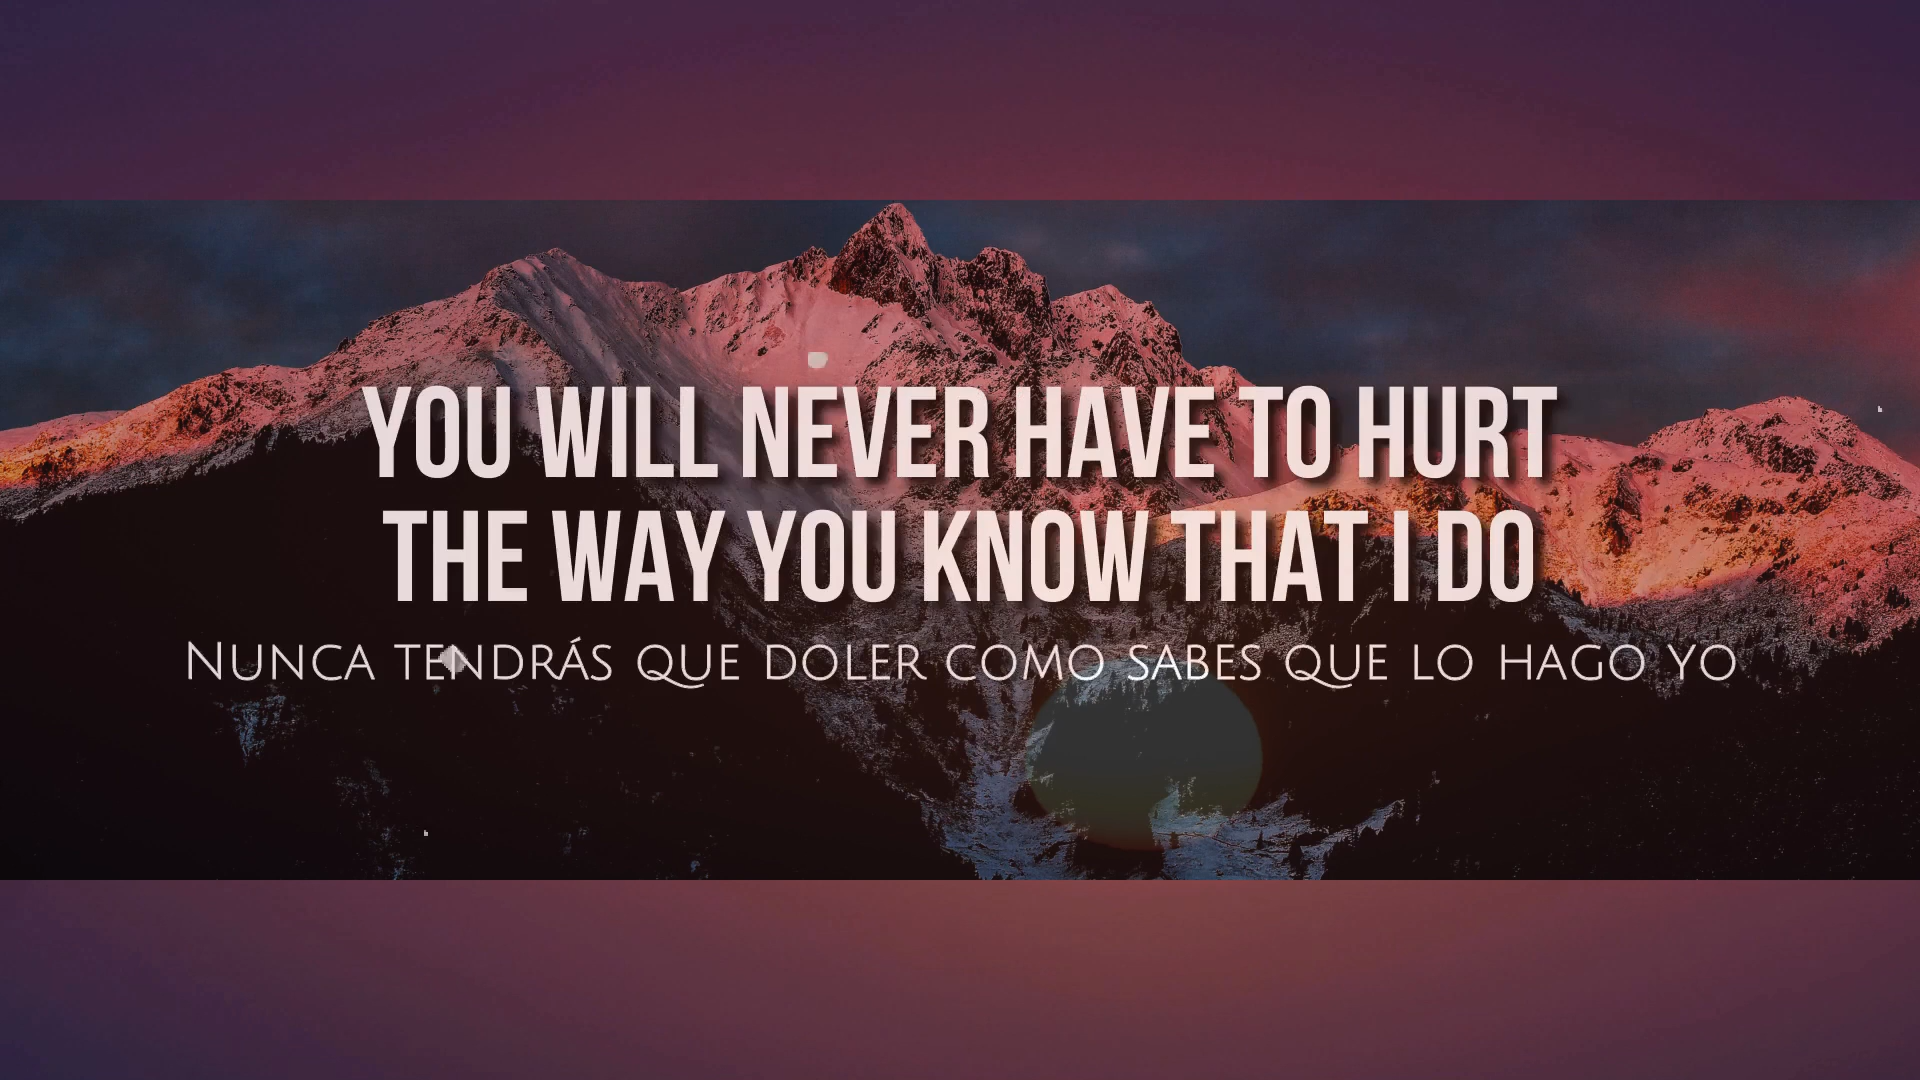 YOU WILL NEVER HAVE TO HURT
THE WAY YOU KNOW THAT I DO
NUNCA TENDRÁS QUE DOLER COMO SABES QUE LO HAGO YO